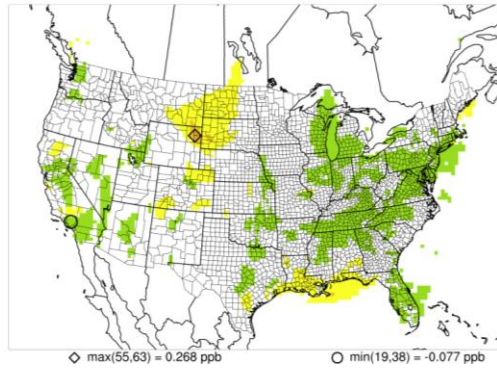 max(55,63) = 0.268 ppb
min(19,38) = -0.077 ppb